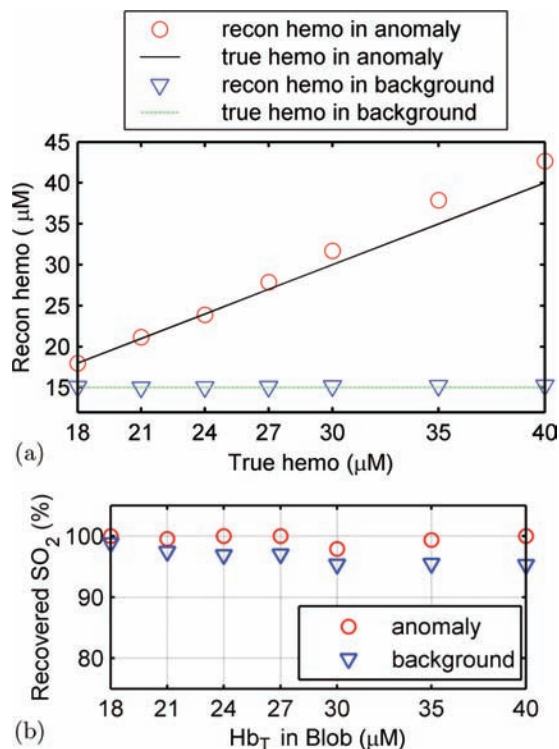 recon hemo in anomaly
true hemo in anomaly
recon hemo in background
true hemo in background
45
40
35
30
25
20
15
Recon hemo ( μM)
18 21 24 27 30 35 40
(a)
True hemo (μM)
100
90
80
Recovered SO2 (%)
anomaly
background
18 21 24 27 30 35 40
(b)
HbT in Blob (μM)